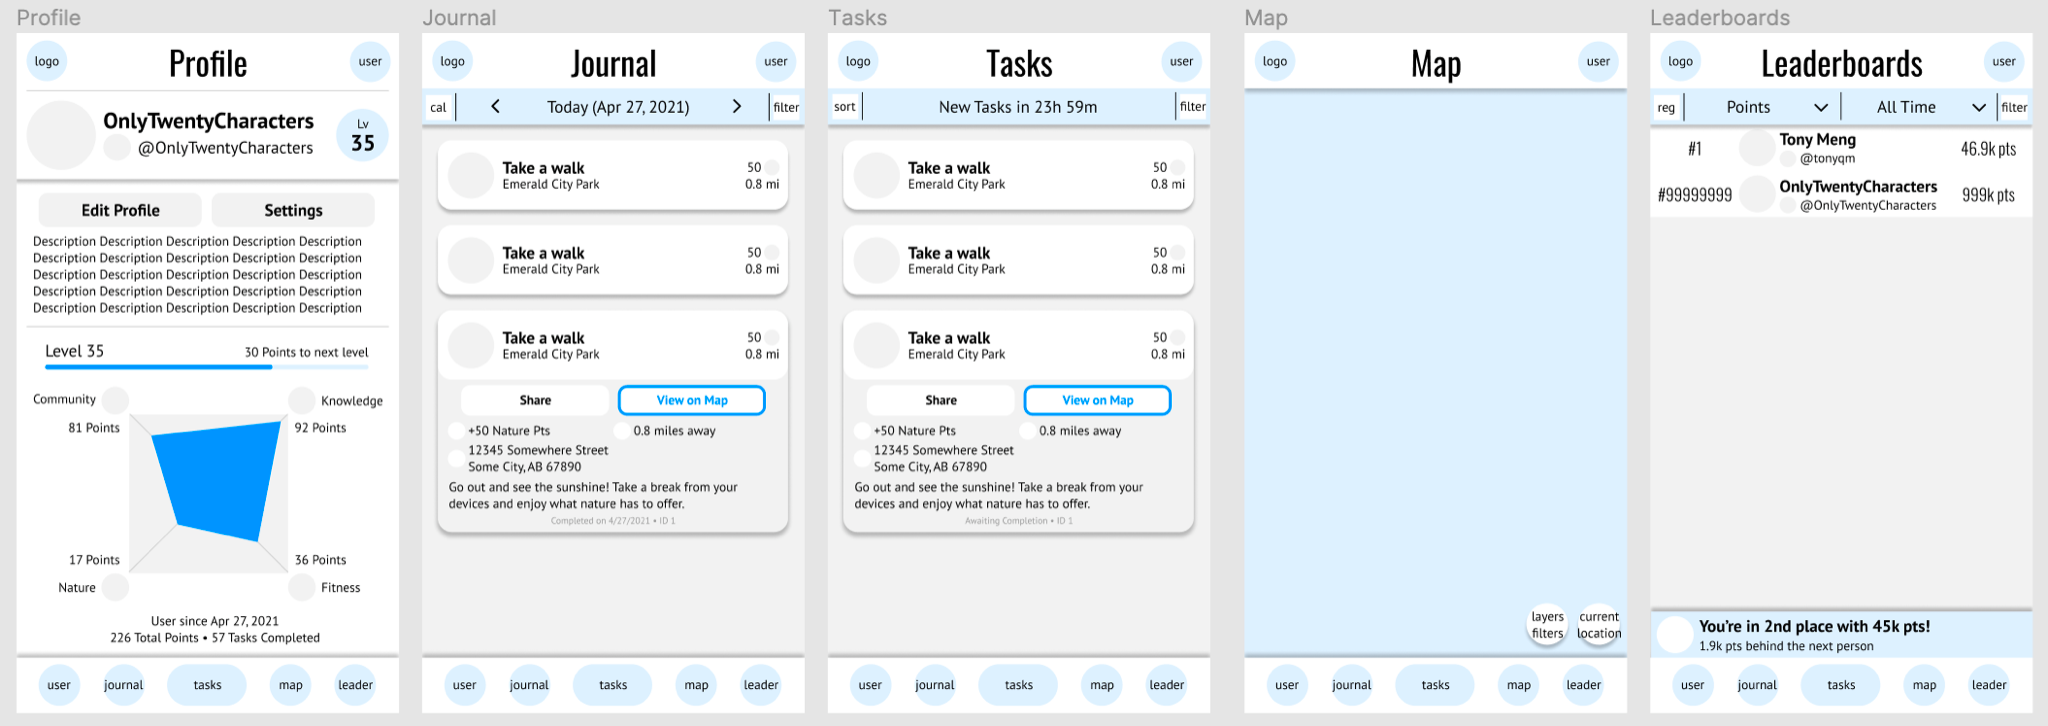 Profile
logo
Profile
user
OnlyTwentyCharacters
@OnlyTwentyCharacters
Lv
35
Edit Profile
Settings
Description Description Description Description Description
Description Description Description Description Description
Description Description Description Description Description
Description Description Description Description Description
Description Description Description Description Description
Level 35
30 Points to next level
Community
81 Points
Knowledge
92 Points
17 Points
Nature
36 Points
Fitness
User since Apr 27, 2021
226 Total Points • 57 Tasks Completed
user
journal
tasks
map
leader
Journal
logo
Journal
user
cal
Today (Apr 27, 2021)
filter
Take a walk
Emerald City Park
50
0.8 mi
Take a walk
Emerald City Park
50
0.8 mi
Take a walk
Emerald City Park
50
0.8 mi
Share
View on Map
+50 Nature Pts
0.8 miles away
12345 Somewhere Street
Some City, AB 67890
Go out and see the sunshine! Take a break from your
devices and enjoy what nature has to offer.
Completed on 4/27/2021 • ID 1
user
journal
tasks
map
leader
Tasks
logo
Tasks
user
sort
New Tasks in 23h 59m
filter
Take a walk
Emerald City Park
50
0.8 mi
Take a walk
Emerald City Park
50
0.8 mi
Take a walk
Emerald City Park
50
0.8 mi
Share
View on Map
+50 Nature Pts
0.8 miles away
12345 Somewhere Street
Some City, AB 67890
Go out and see the sunshine! Take a break from your
devices and enjoy what nature has to offer.
Awaiting Completion • ID 1
user
journal
tasks
map
leader
Map
logo
Map
user
layers
filters
current
location
user
journal
tasks
map
leader
Leaderboards
logo
Leaderboards
user
reg
Points
All Time
filter
#1
Tony Meng
@tonyqm
46.9k pts
#99999999
OnlyTwentyCharacters
@OnlyTwentyCharacters
999k pts
You're in 2nd place with 45k pts!
1.9k pts behind the next person
user
journal
tasks
map
leader